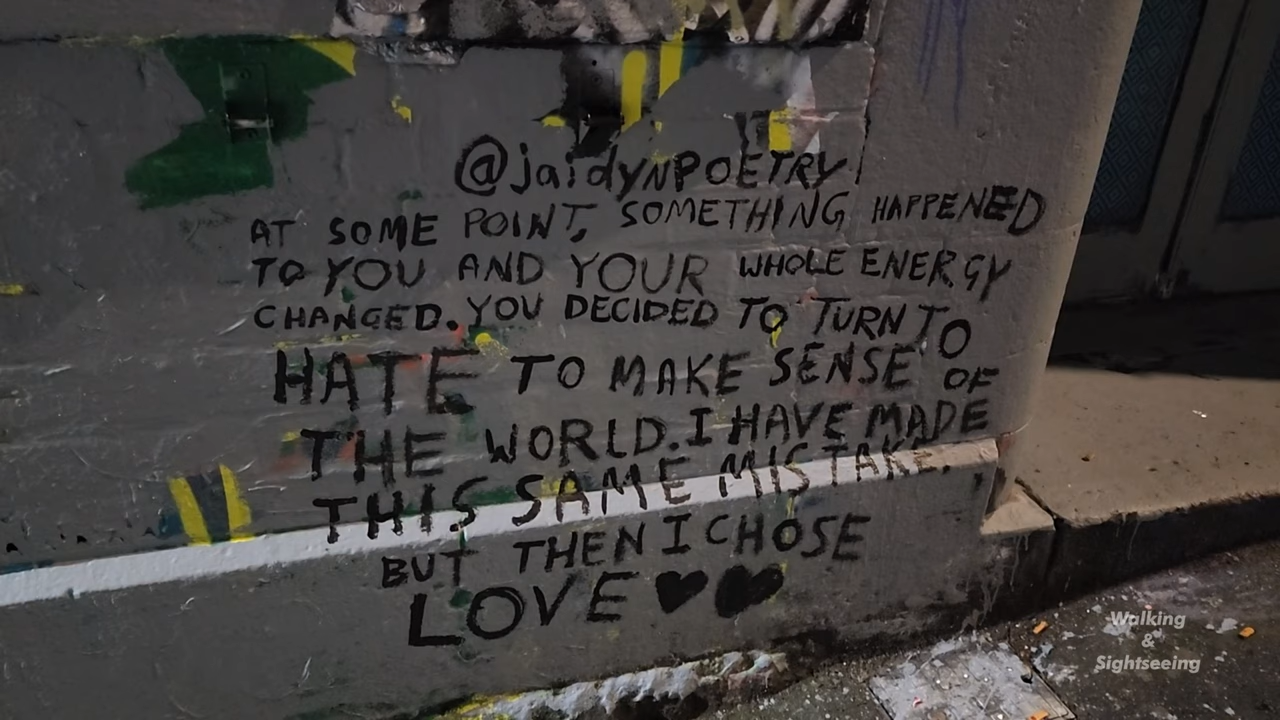 @jaidynPOETRY
AT SOME POINT, SOMETHING HAPPENED
TO YOU AND YOUR WHOLE ENERGY
CHANGED. YOU DECIDED TO TURN TO
HATE TO MAKE SENSE OF
THE WORLD. I HAVE MADE
THIS SAME MISTAKE.
BUT THEN I CHOSE
LOVE ♥♥
Walking
&
Sightseeing